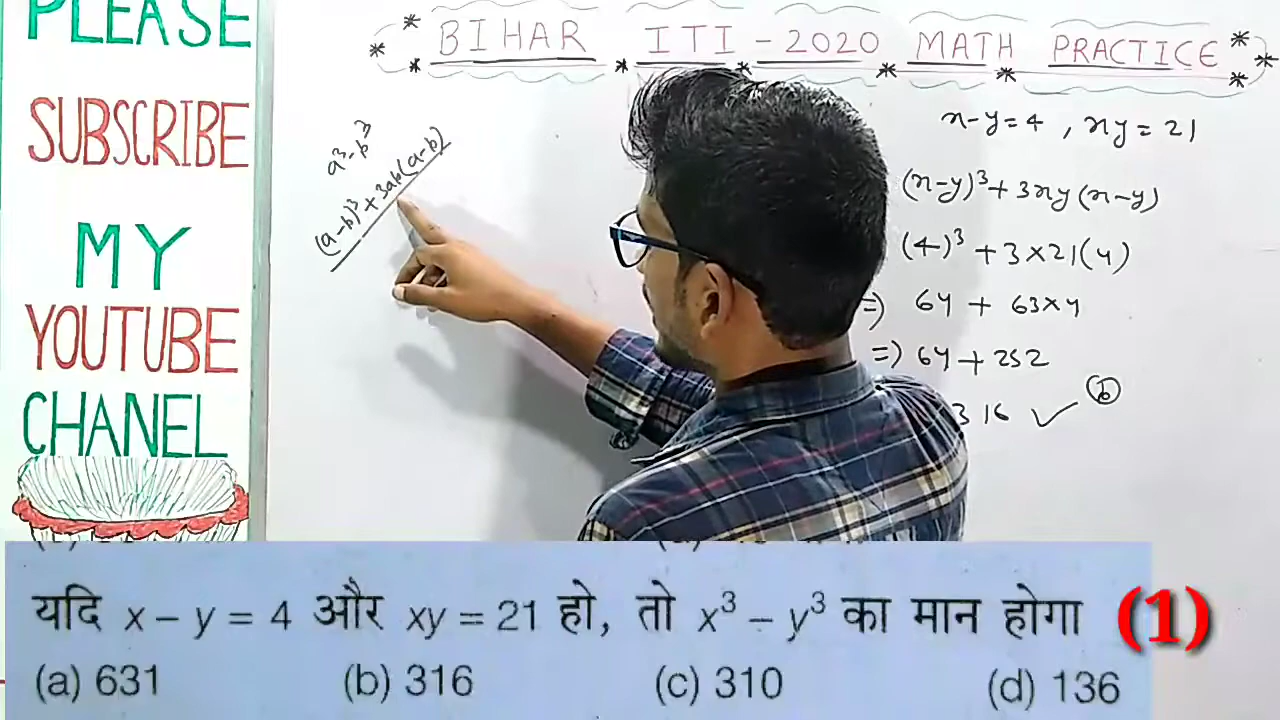 PLEASE
SUBSCRIBE
MY
YOUTUBE
CHANEL
* * * BIHAR * ITI - 2020 * MATH * PRACTICE * * *
a³-b³
(a-b)³+3ab(a-b)
x-y=4 , xy=21
(x-y)³+3xy(x-y)
(4)³+3×21(4)
=) 64 + 63×4
=) 64+252
316 ✓ (b)
यदि x – y = 4 और xy = 21 हो, तो x³ – y³ का मान होगा (1)
(a) 631 (b) 316 (c) 310 (d) 136